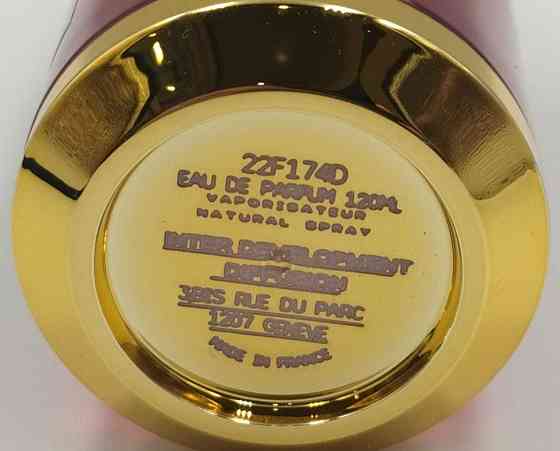 22F174D
EAU DE PARFUM 120ML
VAPORISATEUR
NATURAL SPRAY
INTER DEVELOPMENT
DIFFUSION
RUE DU PARC
1207 GENEVE
MADE IN FRANCE